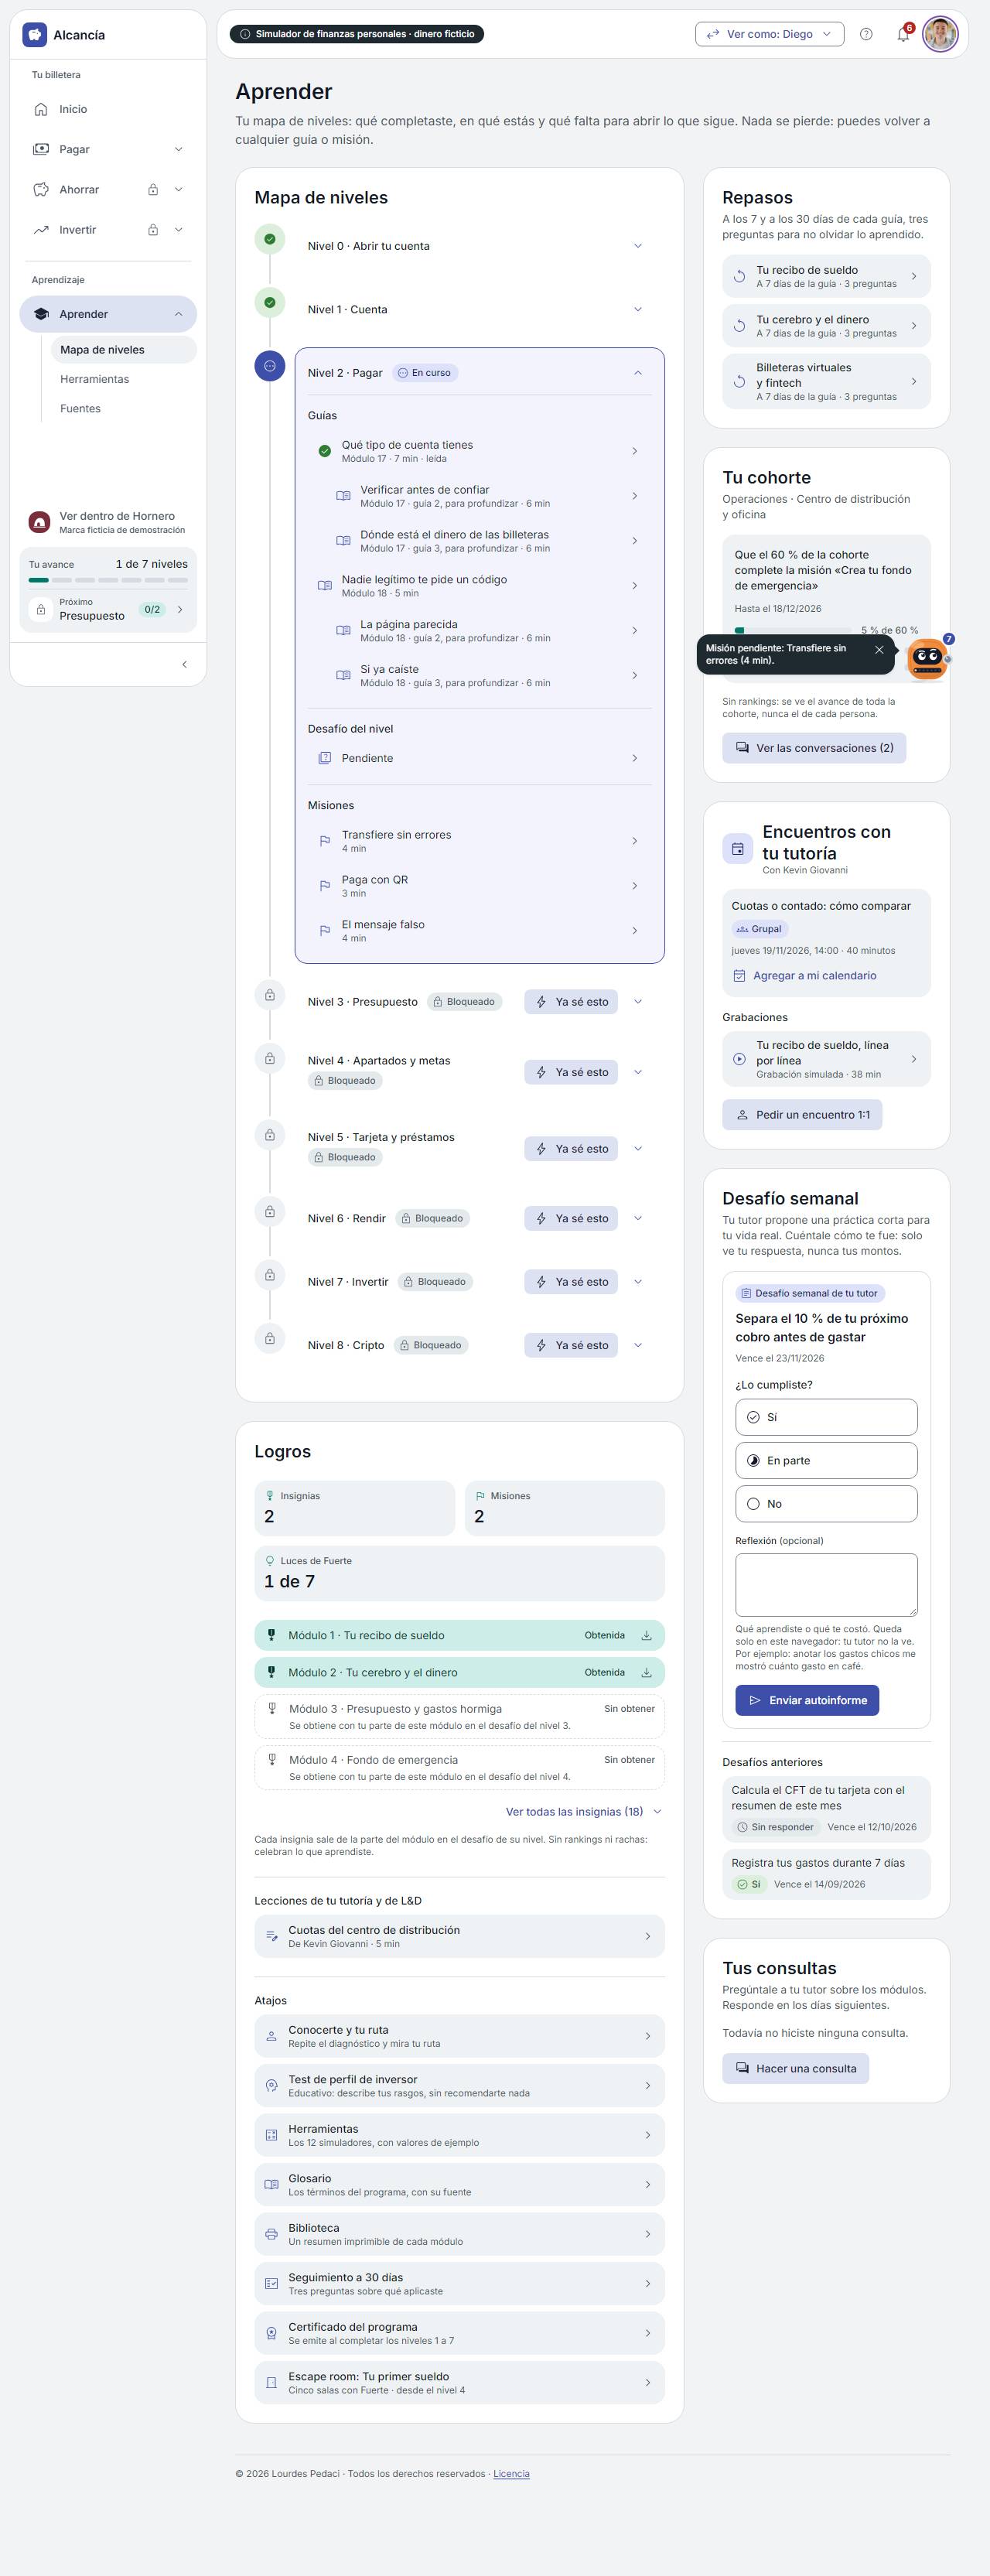 Alcancía
Tu billetera
Inicio
Pagar
Ahorrar
Invertir
Aprendizaje
Aprender
Mapa de niveles
Herramientas
Fuentes
Ver dentro de Hornero
Marca ficticia de demostración
Tu avance
1 de 7 niveles
Próximo
Presupuesto
0/2
Simulador de finanzas personales · dinero ficticio
Ver como: Diego
6
Aprender
Tu mapa de niveles: qué completaste, en qué estás y qué falta para abrir lo que sigue. Nada se pierde: puedes volver a
cualquier guía o misión.
Mapa de niveles
Nivel 0 · Abrir tu cuenta
Nivel 1 · Cuenta
Nivel 2 · Pagar
En curso
Guías
Qué tipo de cuenta tienes
Módulo 17 · 7 min · leída
Verificar antes de confiar
Módulo 17 · guía 2, para profundizar · 6 min
Dónde está el dinero de las billeteras
Módulo 17 · guía 3, para profundizar · 6 min
Nadie legítimo te pide un código
Módulo 18 · 5 min
La página parecida
Módulo 18 · guía 2, para profundizar · 6 min
Si ya caíste
Módulo 18 · guía 3, para profundizar · 6 min
Desafío del nivel
Pendiente
Misiones
Transfiere sin errores
4 min
Paga con QR
3 min
El mensaje falso
4 min
Nivel 3 · Presupuesto
Bloqueado
Ya sé esto
Nivel 4 · Apartados y metas
Bloqueado
Ya sé esto
Nivel 5 · Tarjeta y préstamos
Bloqueado
Ya sé esto
Nivel 6 · Rendir
Bloqueado
Ya sé esto
Nivel 7 · Invertir
Bloqueado
Ya sé esto
Nivel 8 · Cripto
Bloqueado
Ya sé esto
Logros
Insignias
2
Misiones
2
Luces de Fuerte
1 de 7
Módulo 1 · Tu recibo de sueldo
Obtenida
Módulo 2 · Tu cerebro y el dinero
Obtenida
Módulo 3 · Presupuesto y gastos hormiga
Sin obtener
Se obtiene con tu parte de este módulo en el desafío del nivel 3.
Módulo 4 · Fondo de emergencia
Sin obtener
Se obtiene con tu parte de este módulo en el desafío del nivel 4.
Ver todas las insignias (18)
Cada insignia sale de la parte del módulo en el desafío de su nivel. Sin rankings ni rachas:
celebran lo que aprendiste.
Lecciones de tu tutoría y de L&D
Cuotas del centro de distribución
De Kevin Giovanni · 5 min
Atajos
Conocerte y tu ruta
Repite el diagnóstico y mira tu ruta
Test de perfil de inversor
Educativo: describe tus rasgos, sin recomendarte nada
Herramientas
Los 12 simuladores, con valores de ejemplo
Glosario
Los términos del programa, con su fuente
Biblioteca
Un resumen imprimible de cada módulo
Seguimiento a 30 días
Tres preguntas sobre qué aplicaste
Certificado del programa
Se emite al completar los niveles 1 a 7
Escape room: Tu primer sueldo
Cinco salas con Fuerte · desde el nivel 4
Repasos
A los 7 y a los 30 días de cada guía, tres
preguntas para no olvidar lo aprendido.
Tu recibo de sueldo
A 7 días de la guía · 3 preguntas
Tu cerebro y el dinero
A 7 días de la guía · 3 preguntas
Billeteras virtuales
y fintech
A 7 días de la guía · 3 preguntas
Tu cohorte
Operaciones · Centro de distribución
y oficina
Que el 60 % de la cohorte
complete la misión «Crea tu fondo
de emergencia»
Hasta el 18/12/2026
5 % de 60 %
Misión pendiente: Transfiere sin
errores (4 min).
7
Sin rankings: se ve el avance de toda la
cohorte, nunca el de cada persona.
Ver las conversaciones (2)
Encuentros con
tu tutoría
Con Kevin Giovanni
Cuotas o contado: cómo comparar
Grupal
jueves 19/11/2026, 14:00 · 40 minutos
Agregar a mi calendario
Grabaciones
Tu recibo de sueldo, línea
por línea
Grabación simulada · 38 min
Pedir un encuentro 1:1
Desafío semanal
Tu tutor propone una práctica corta para
tu vida real. Cuéntale cómo te fue: solo
ve tu respuesta, nunca tus montos.
Desafío semanal de tu tutor
Separa el 10 % de tu próximo
cobro antes de gastar
Vence el 23/11/2026
¿Lo cumpliste?
Sí
En parte
No
Reflexión (opcional)
Qué aprendiste o qué te costó. Queda
solo en este navegador: tu tutor no la ve.
Por ejemplo: anotar los gastos chicos me
mostró cuánto gasto en café.
Enviar autoinforme
Desafíos anteriores
Calcula el CFT de tu tarjeta con el
resumen de este mes
Sin responder
Vence el 12/10/2026
Registra tus gastos durante 7 días
Sí
Vence el 14/09/2026
Tus consultas
Pregúntale a tu tutor sobre los módulos.
Responde en los días siguientes.
Todavía no hiciste ninguna consulta.
Hacer una consulta
© 2026 Lourdes Pedaci · Todos los derechos reservados · Licencia